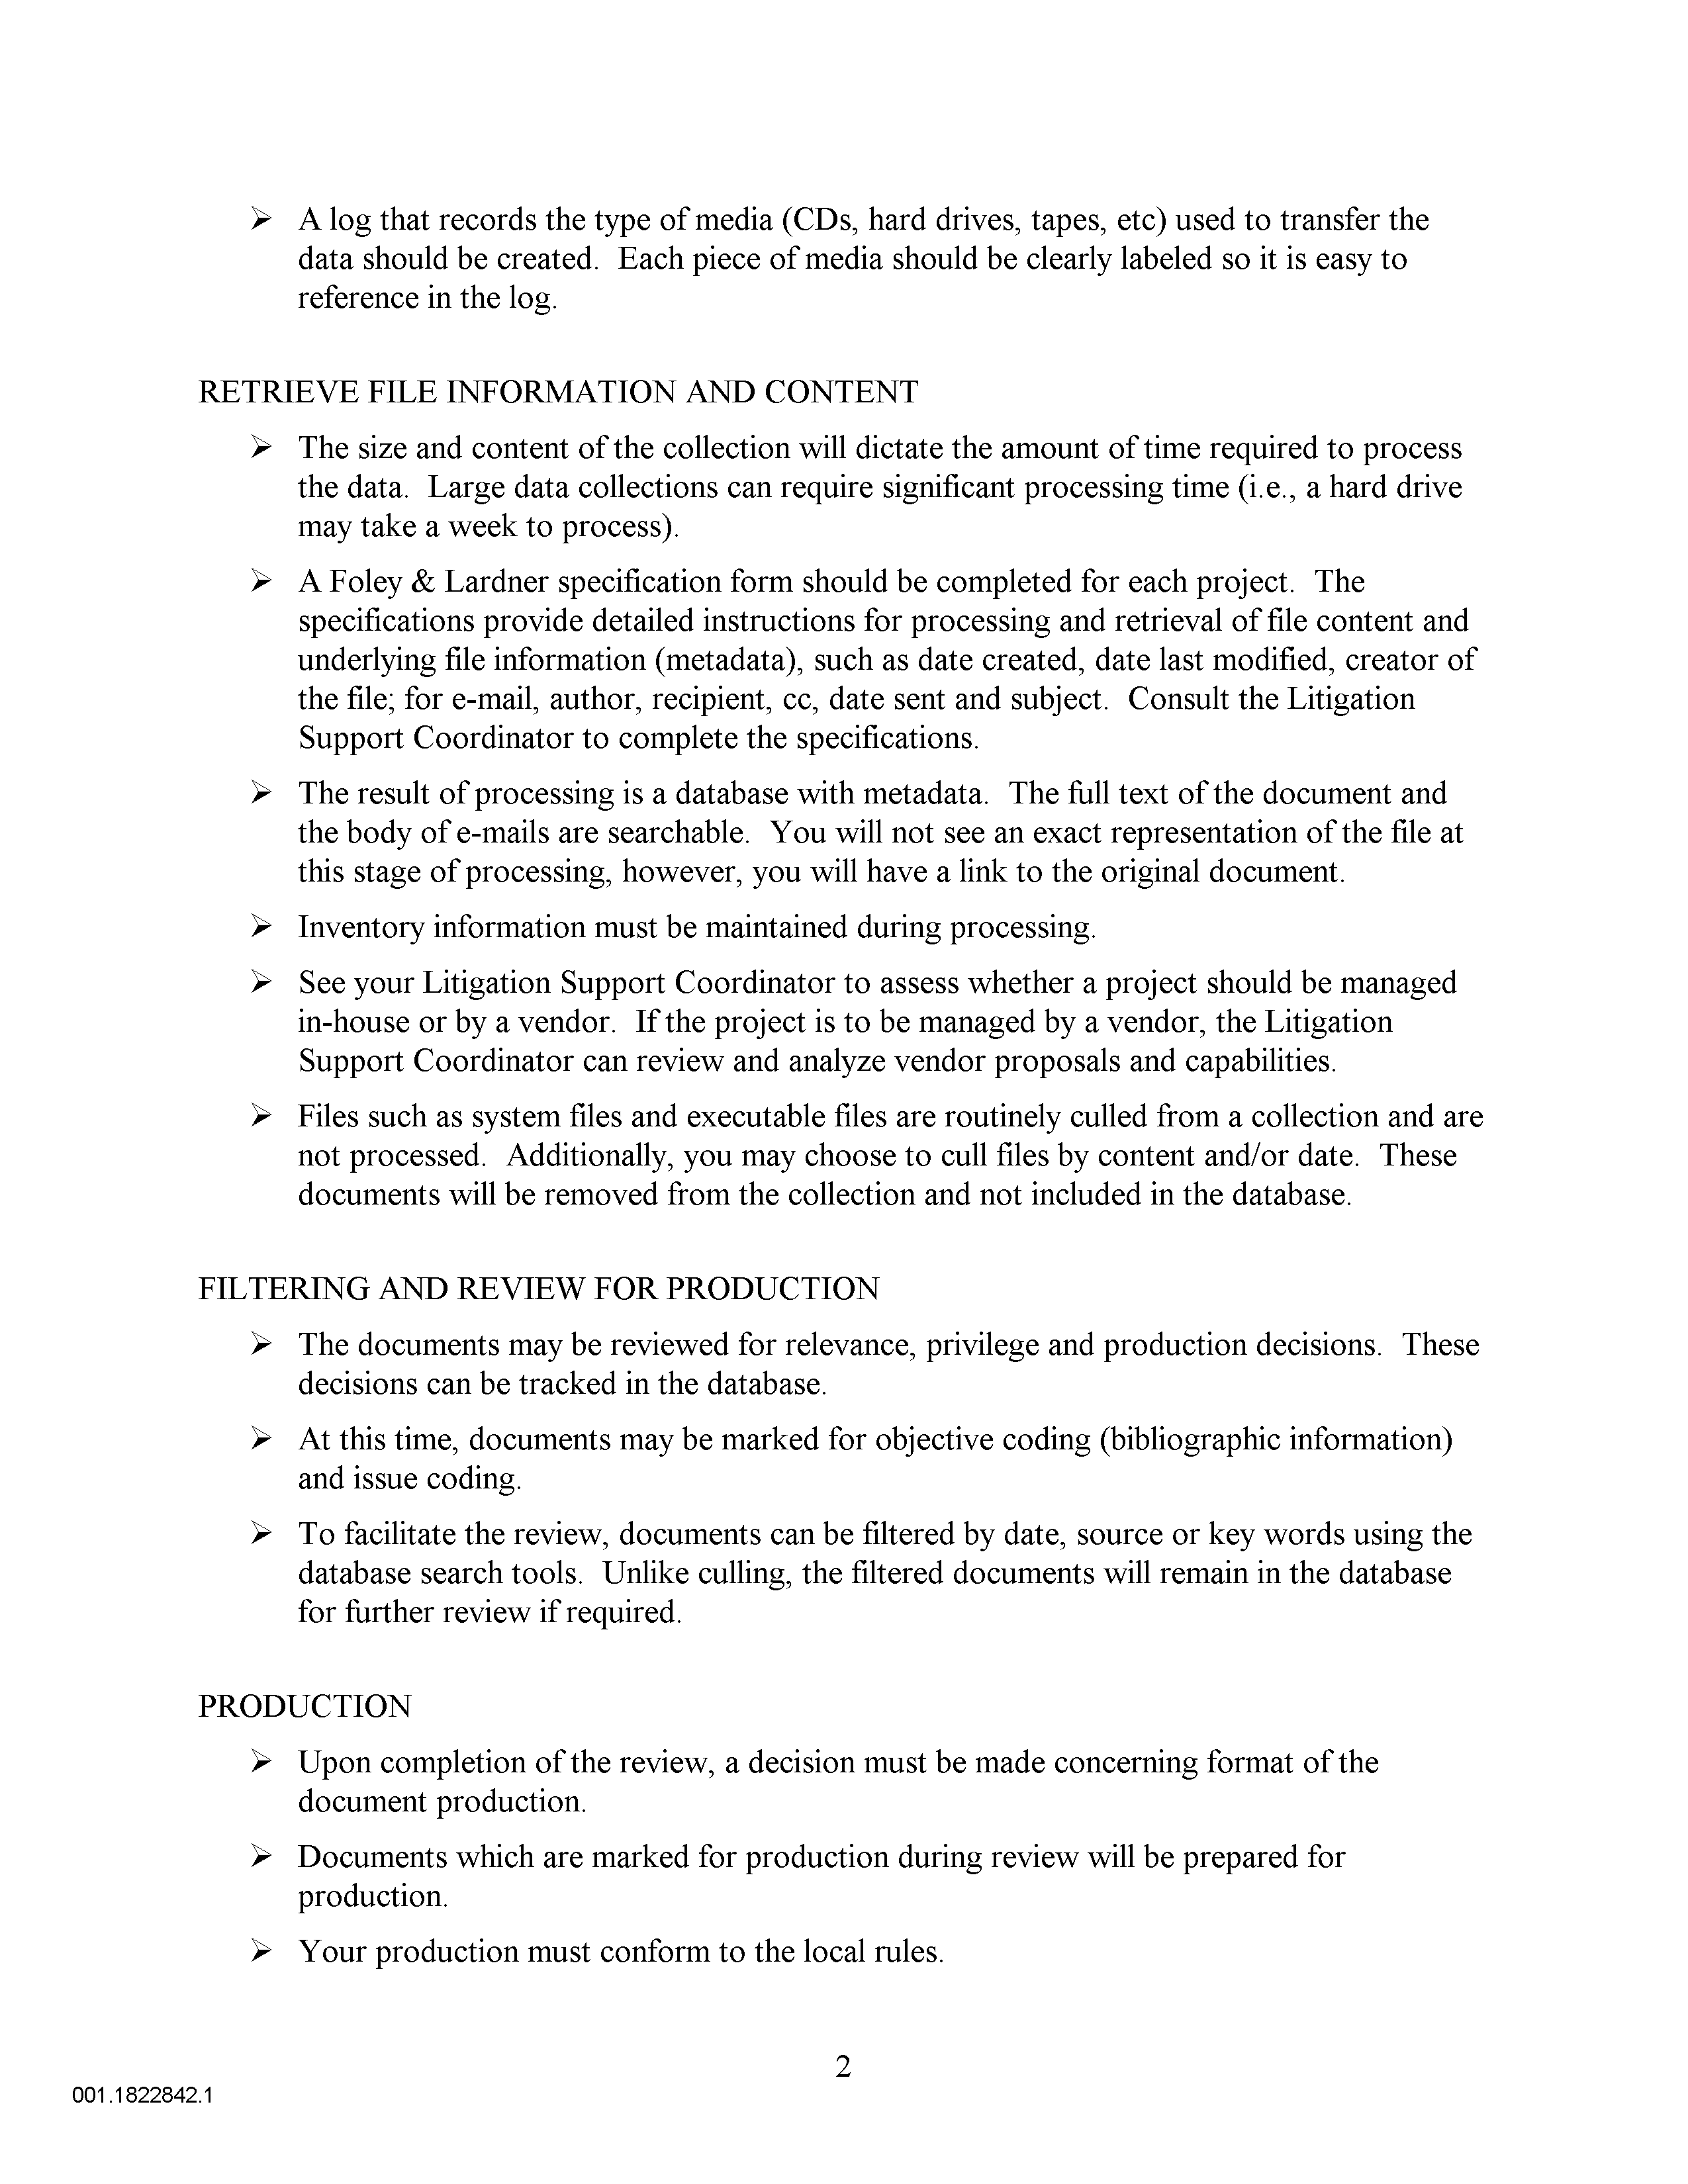 ➢ A log that records the type of media (CDs, hard drives, tapes, etc) used to transfer the
data should be created.  Each piece of media should be clearly labeled so it is easy to
reference in the log.
RETRIEVE FILE INFORMATION AND CONTENT
➢ The size and content of the collection will dictate the amount of time required to process
the data.  Large data collections can require significant processing time (i.e., a hard drive
may take a week to process).
➢ A Foley & Lardner specification form should be completed for each project.  The
specifications provide detailed instructions for processing and retrieval of file content and
underlying file information (metadata), such as date created, date last modified, creator of
the file; for e-mail, author, recipient, cc, date sent and subject.  Consult the Litigation
Support Coordinator to complete the specifications.
➢ The result of processing is a database with metadata.  The full text of the document and
the body of e-mails are searchable.  You will not see an exact representation of the file at
this stage of processing, however, you will have a link to the original document.
➢ Inventory information must be maintained during processing.
➢ See your Litigation Support Coordinator to assess whether a project should be managed
in-house or by a vendor.  If the project is to be managed by a vendor, the Litigation
Support Coordinator can review and analyze vendor proposals and capabilities.
➢ Files such as system files and executable files are routinely culled from a collection and are
not processed.  Additionally, you may choose to cull files by content and/or date.  These
documents will be removed from the collection and not included in the database.
FILTERING AND REVIEW FOR PRODUCTION
➢ The documents may be reviewed for relevance, privilege and production decisions.  These
decisions can be tracked in the database.
➢ At this time, documents may be marked for objective coding (bibliographic information)
and issue coding.
➢ To facilitate the review, documents can be filtered by date, source or key words using the
database search tools.  Unlike culling, the filtered documents will remain in the database
for further review if required.
PRODUCTION
➢ Upon completion of the review, a decision must be made concerning format of the
document production.
➢ Documents which are marked for production during review will be prepared for
production.
➢ Your production must conform to the local rules.
2
001.1822842.1